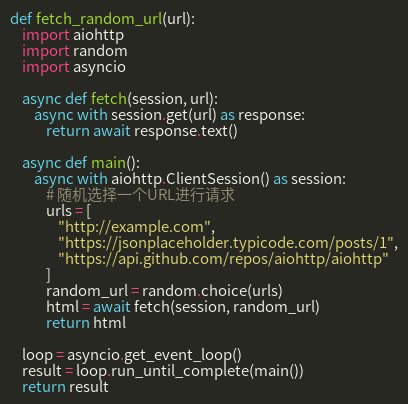 def fetch_random_url(url):
    import aiohttp
    import random
    import asyncio

    async def fetch(session, url):
        async with session.get(url) as response:
            return await response.text()

    async def main():
        async with aiohttp.ClientSession() as session:
            # 随机选择一个URL进行请求
            urls = [
                "http://example.com",
                "https://jsonplaceholder.typicode.com/posts/1",
                "https://api.github.com/repos/aiohttp/aiohttp"
            ]
            random_url = random.choice(urls)
            html = await fetch(session, random_url)
            return html

    loop = asyncio.get_event_loop()
    result = loop.run_until_complete(main())
    return result